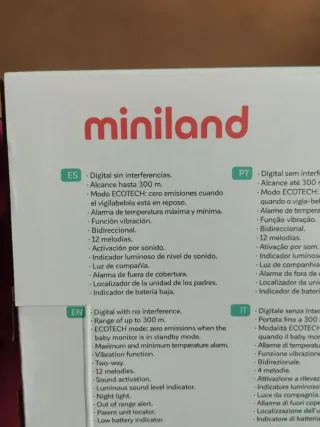 miniland
ES
· Digital sin interferencias.
· Alcance hasta 300 m.
· Modo ECOTECH: zero emisiones cuando
el vigilabebés está en reposo.
· Alarma de temperatura máxima y mínima.
· Función vibración.
· Bidireccional.
· 12 melodías.
· Activación por sonido.
· Indicador luminoso de nivel de sonido.
· Luz de compañía.
· Alarma de fuera de cobertura.
· Localizador de la unidad de los padres.
· Indicador de batería baja.
PT
· Digital sem interf
· Alcance até 300
· Modo ECOTECH:
quando o vigie-be
· Alarme de tempera
· Função vibração.
· Bidirecional.
· 12 melodias.
· Ativação por som.
· Indicador luminoso
· Luz de companhia
· Alarme de fora de
· Localizador da uni
· Indicador de bater
EN
· Digital with no interference.
· Range of up to 300 m.
· ECOTECH mode: zero emissions when the
baby monitor is in standby mode.
· Maximum and minimum temperature alarm.
· Vibration function.
· Two-way.
· 12 melodies.
· Sound activation.
· Luminous sound level indicator.
· Night light.
· Out of range alert.
· Parent unit locator.
· Low battery indicator.
IT
· Digitale senza inter
· Portata fino a 300
· Modalità ECOTECH
quando il baby mon
· Allarme di temperatu
· Funzione vibrazion
· Bidirezionale.
· 4 melodie.
· Attivazione a rilevaz
· Indicatore luminoso
· Luce da compagnia.
· Allarme di fuori coper
· Localizzazione dell'u
· Indicatore di batteria